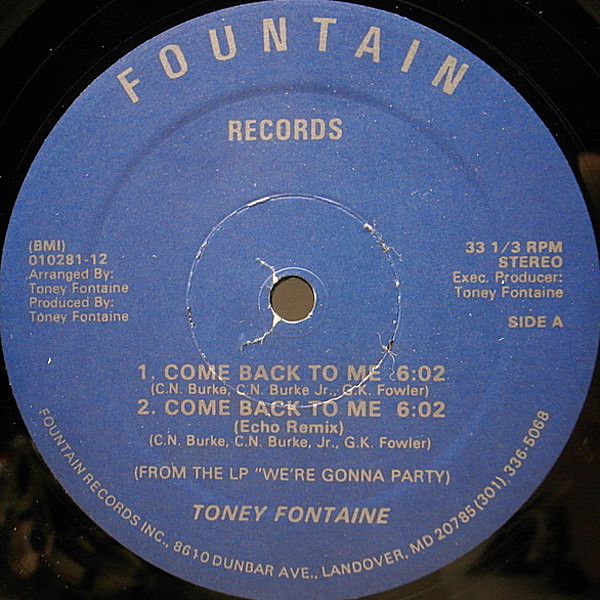 FOUNTAIN
RECORDS
(BMI)
010281-12
Arranged By:
Toney Fontaine
Produced By:
Toney Fontaine
33 1/3 RPM
STEREO
Exec. Producer:
Toney Fontaine
SIDE A
1. COME BACK TO ME 6:02
(C.N. Burke, C.N. Burke Jr., G.K. Fowler)
2. COME BACK TO ME 6:02
(Echo Remix)
(C.N. Burke, C.N. Burke, Jr., G.K. Fowler)
(FROM THE LP "WE'RE GONNA PARTY)
TONEY FONTAINE
FOUNTAIN RECORDS INC., 8610 DUNBAR AVE., LANDOVER, MD 20785 (301) 336-5068